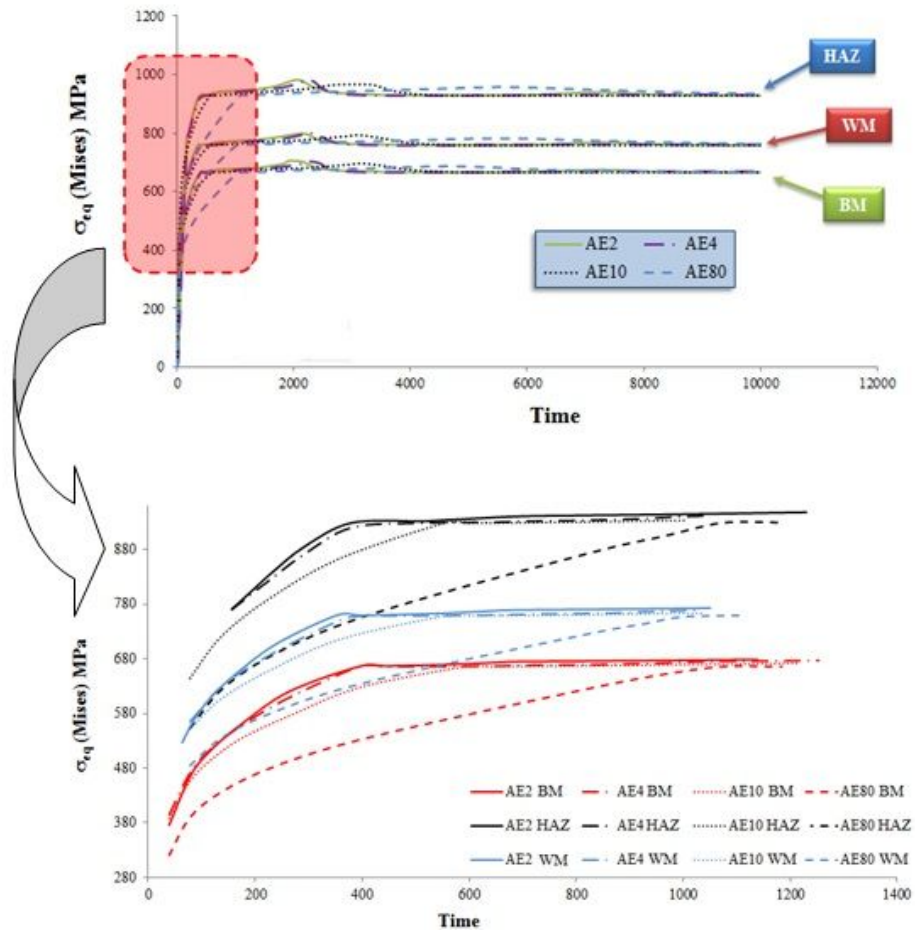 1200
1000
800
600
400
200
0
σeq (Mises) MPa
HAZ
WM
BM
AE2 AE4
AE10 AE80
0 2000 4000 6000 8000 10000 12000
Time
880
780
680
580
480
380
280
σeq (Mises) MPa
AE2 BM AE4 BM AE10 BM AE80 BM
AE2 HAZ AE4 HAZ AE10 HAZ AE80 HAZ
AE2 WM AE4 WM AE10 WM AE80 WM
0 200 400 600 800 1000 1200 1400
Time